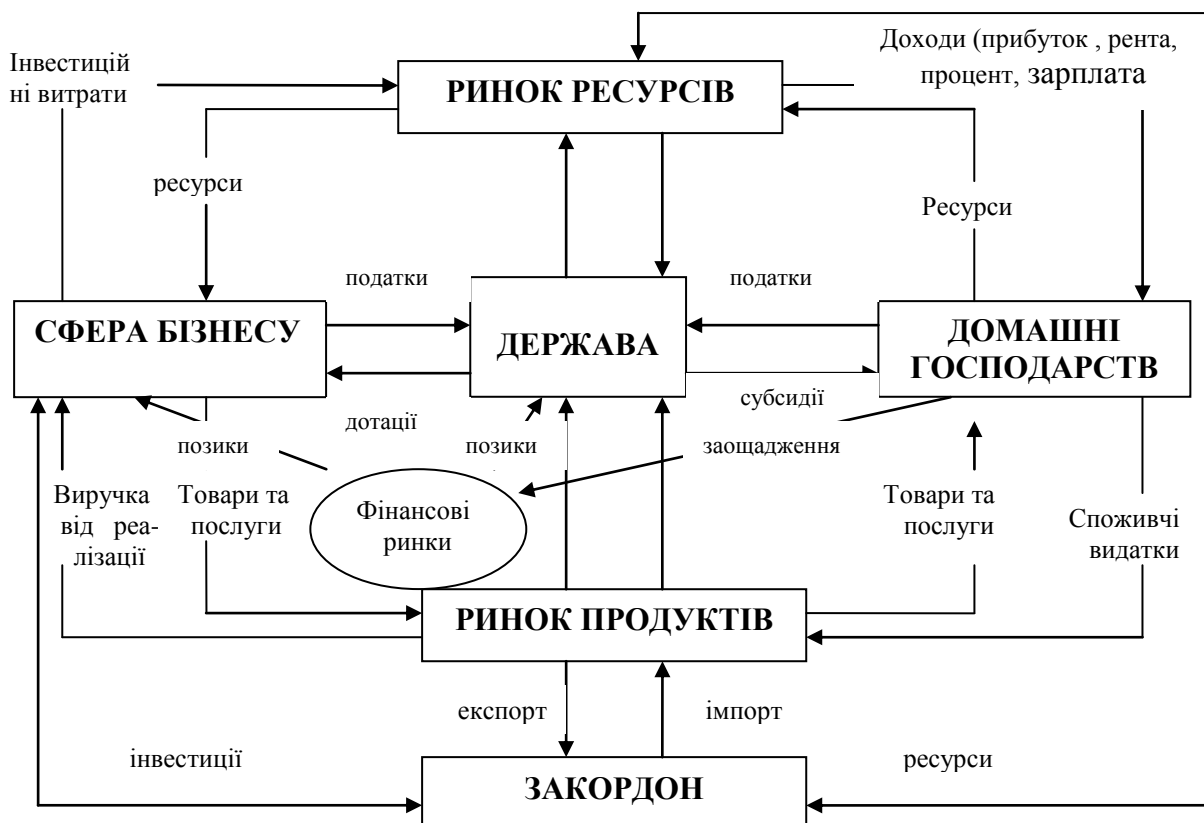 Інвестицій
ні витрати
РИНОК РЕСУРСІВ
Доходи (прибуток , рента,
процент, зарплата
ресурси
Ресурси
податки
податки
СФЕРА БІЗНЕСУ
ДЕРЖАВА
ДОМАШНІ
ГОСПОДАРСТВ
дотації
субсидії
позики
позики
заощадження
Виручка
від реа-
лізації
Товари та
послуги
Фінансові
ринки
Товари та
послуги
Споживчі
видатки
РИНОК ПРОДУКТІВ
експорт
імпорт
інвестиції
ЗАКОРДОН
ресурси